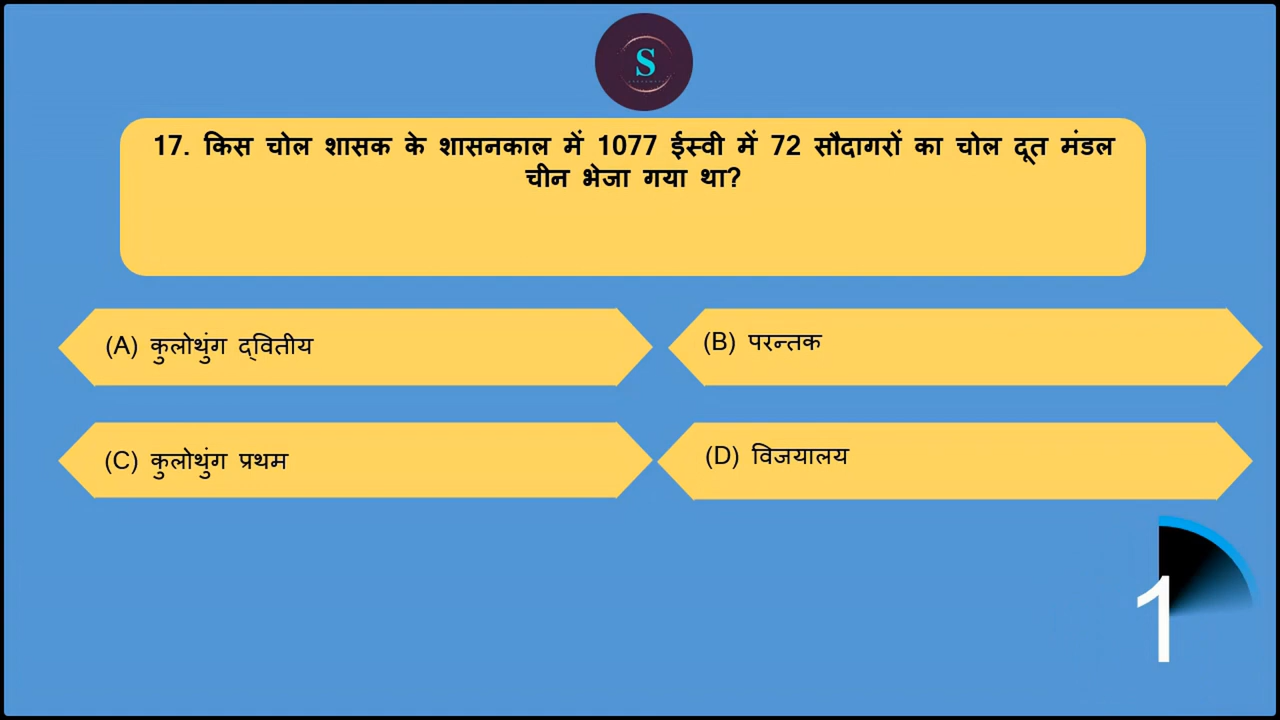 S
17. किस चोल शासक के शासनकाल में 1077 ईस्वी में 72 सौदागरों का चोल दूत मंडल
चीन भेजा गया था?
(A) कुलोथुंग द्वितीय
(B) परन्तक
(C) कुलोथुंग प्रथम
(D) विजयालय
1